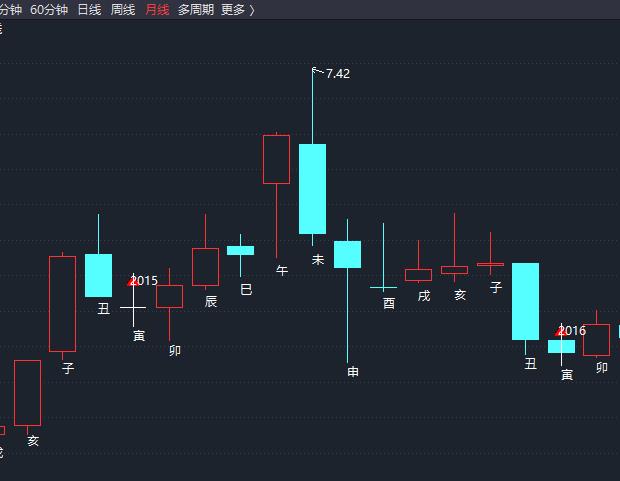 分钟 60分钟 日线 周线 月线 多周期 更多 〉
7.42
2015
2016
亥
子
丑
寅
卯
辰
巳
午
未
申
酉
戌
亥
子
丑
寅
卯